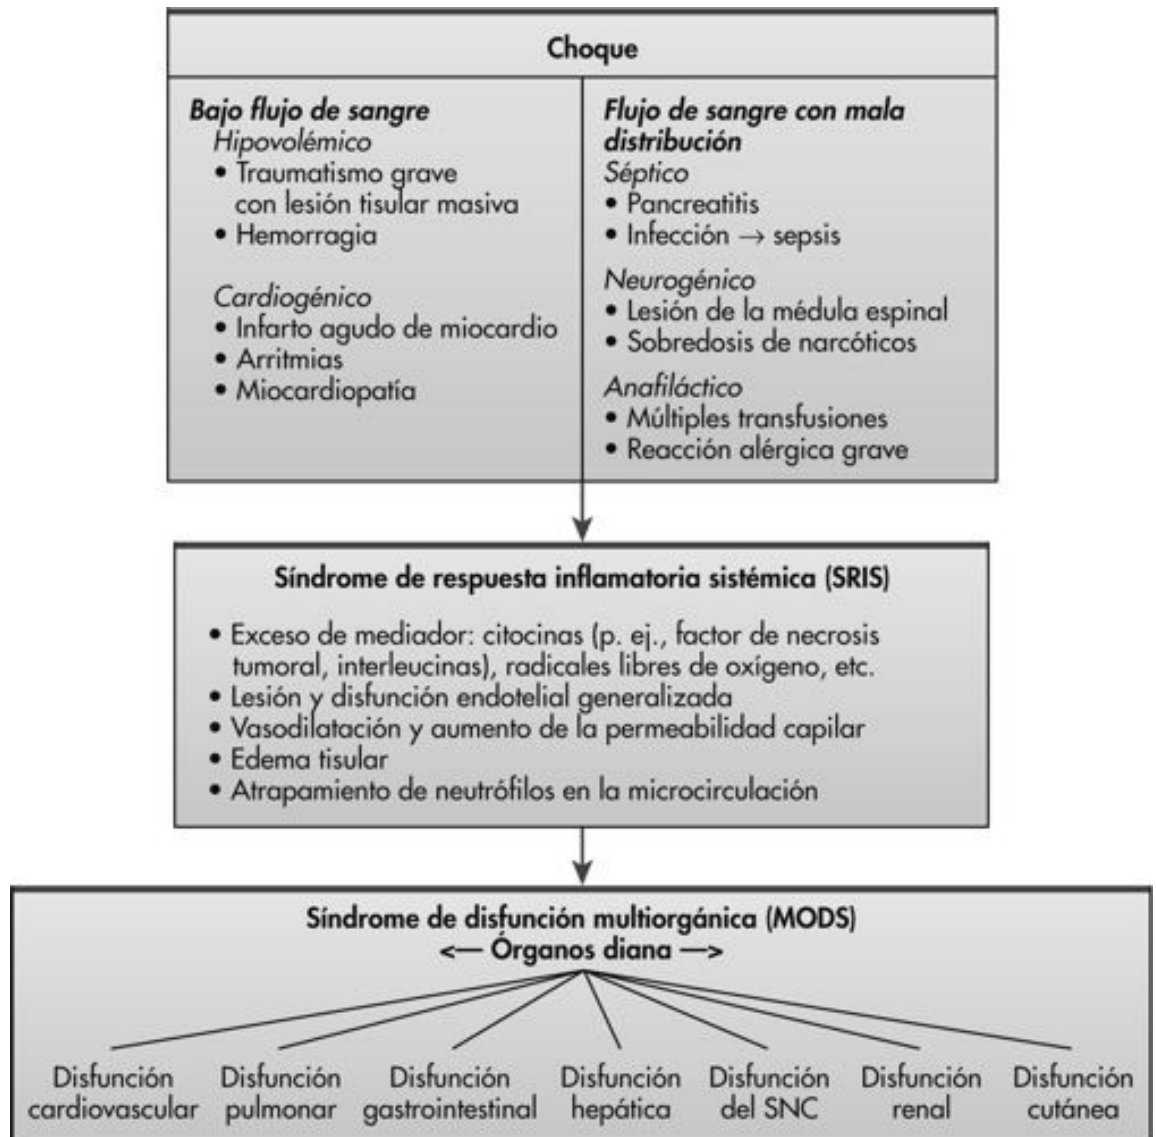 Choque
Bajo flujo de sangre
Hipovolémico
• Traumatismo grave
con lesión tisular masiva
• Hemorragia
Cardiogénico
• Infarto agudo de miocardio
• Arritmias
• Miocardiopatía
Flujo de sangre con mala
distribución
Séptico
• Pancreatitis
• Infección → sepsis
Neurogénico
• Lesión de la médula espinal
• Sobredosis de narcóticos
Anafiláctico
• Múltiples transfusiones
• Reacción alérgica grave
Síndrome de respuesta inflamatoria sistémica (SRIS)
• Exceso de mediador: citocinas (p. ej., factor de necrosis
tumoral, interleucinas), radicales libres de oxígeno, etc.
• Lesión y disfunción endotelial generalizada
• Vasodilatación y aumento de la permeabilidad capilar
• Edema tisular
• Atrapamiento de neutrófilos en la microcirculación
Síndrome de disfunción multiorgánica (MODS)
<— Órganos diana —>
Disfunción
cardiovascular
Disfunción
pulmonar
Disfunción
gastrointestinal
Disfunción
hepática
Disfunción
del SNC
Disfunción
renal
Disfunción
cutánea